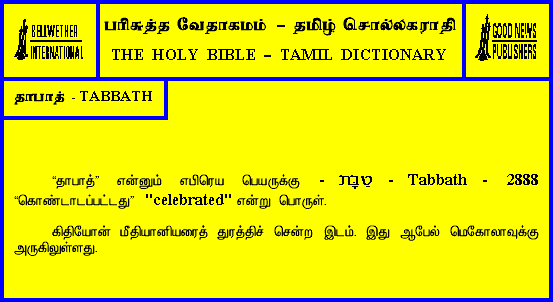 BELLWETHER
INTERNATIONAL
பரிசுத்த வேதாகமம் – தமிழ் சொல்லகராதி
THE HOLY BIBLE – TAMIL DICTIONARY
GOOD NEWS
PUBLISHERS
தாபாத் - TABBATH
“தாபாத்” என்னும் எபிரெய பெயருக்கு - טַבָּת - Tabbath - 2888
“கொண்டாடப்பட்டது” "celebrated" என்று பொருள்.
கிதியோன் மீதியானியரைத் துரத்திச் சென்ற இடம். இது ஆபேல் மெகோலாவுக்கு
அருகிலுள்ளது.